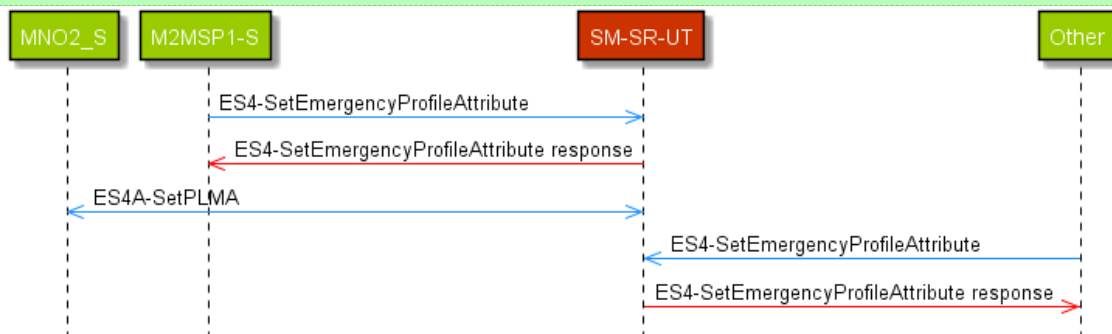 MNO2_S M2MSP1-S SM-SR-UT Other
ES4-SetEmergencyProfileAttribute
ES4-SetEmergencyProfileAttribute response
ES4A-SetPLMA
ES4-SetEmergencyProfileAttribute
ES4-SetEmergencyProfileAttribute response